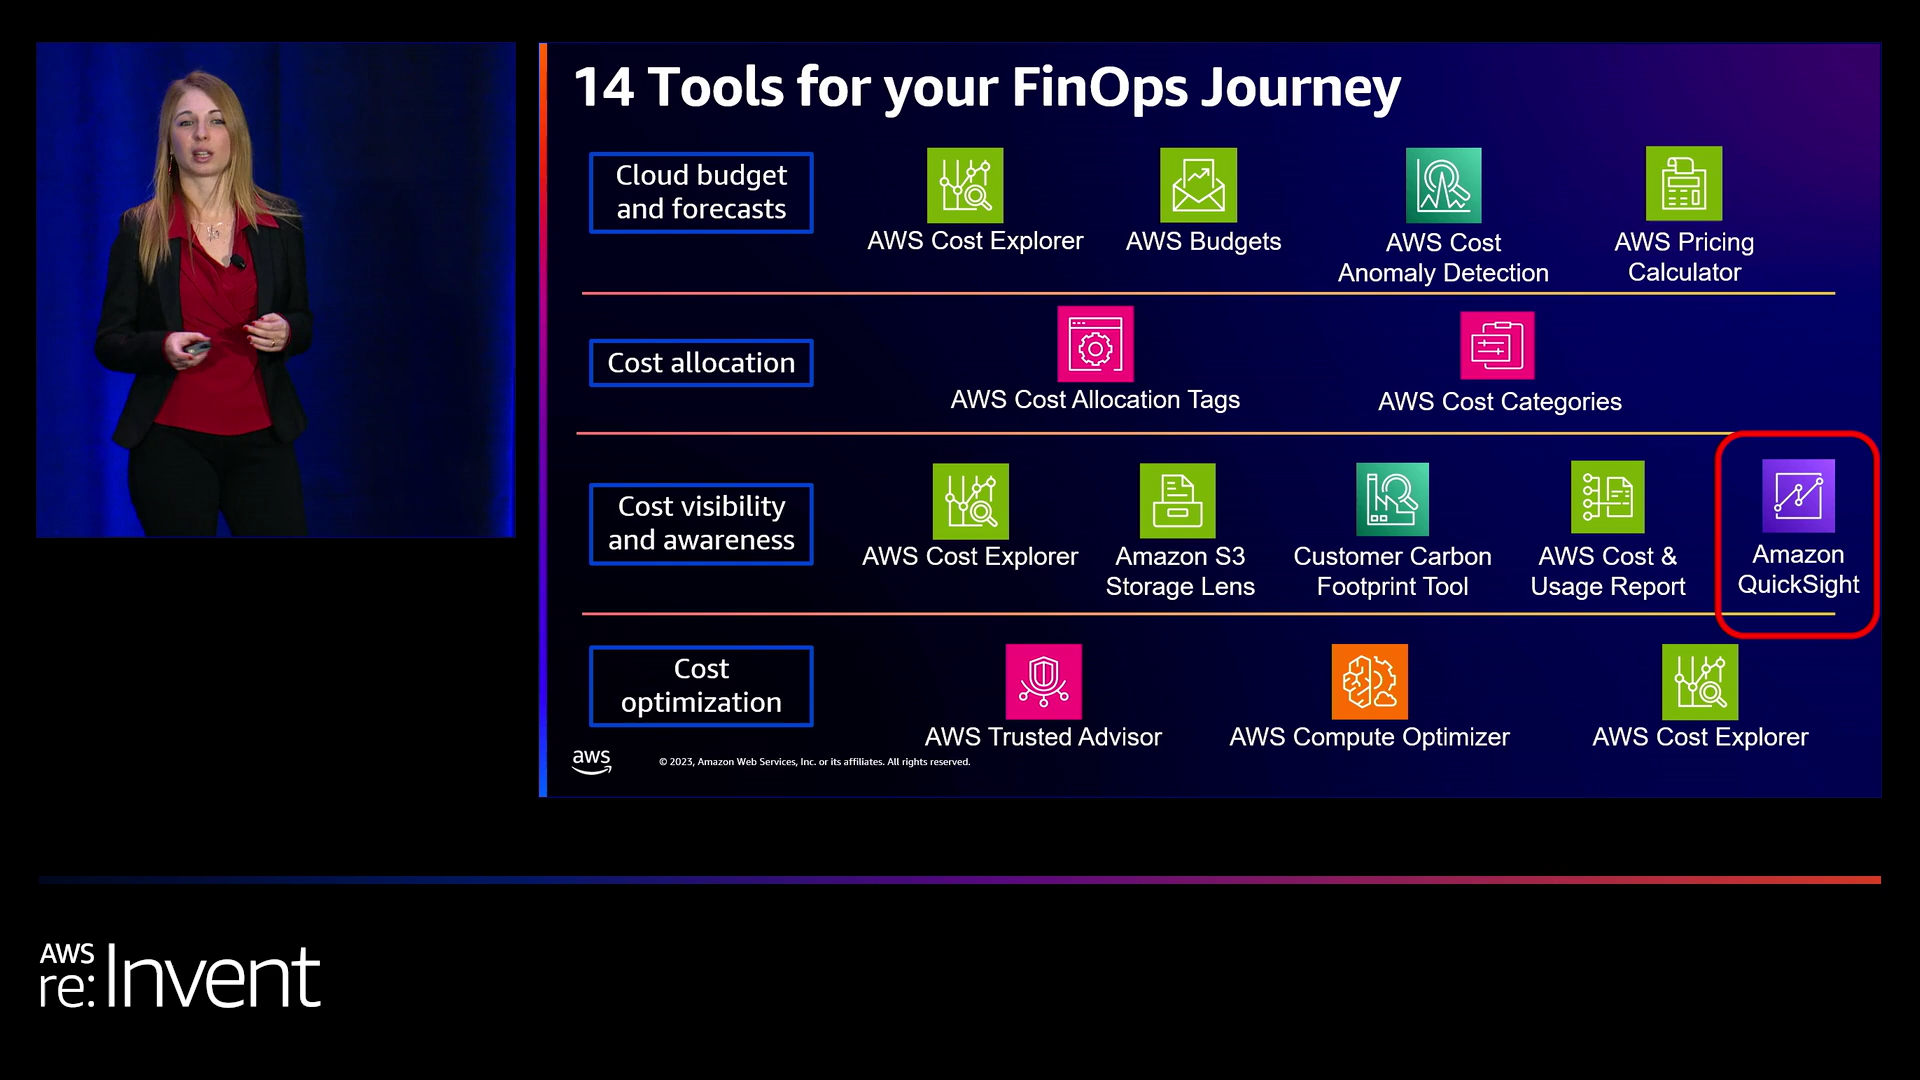 14 Tools for your FinOps Journey
Cloud budget
and forecasts
AWS Cost Explorer
AWS Budgets
AWS Cost
Anomaly Detection
AWS Pricing
Calculator
Cost allocation
AWS Cost Allocation Tags
AWS Cost Categories
Cost visibility
and awareness
AWS Cost Explorer
Amazon S3
Storage Lens
Customer Carbon
Footprint Tool
AWS Cost &
Usage Report
Amazon
QuickSight
Cost
optimization
AWS Trusted Advisor
AWS Compute Optimizer
AWS Cost Explorer
aws
© 2023, Amazon Web Services, Inc. or its affiliates. All rights reserved.
AWS
re:Invent